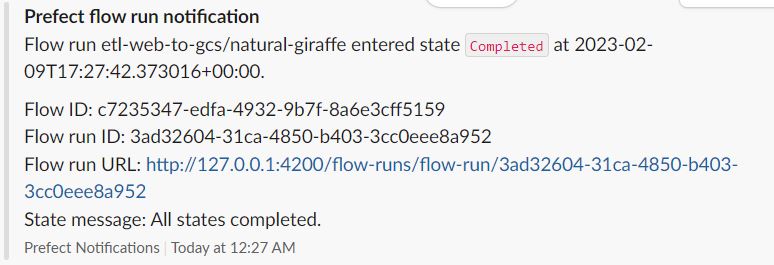 Prefect flow run notification
Flow run etl-web-to-gcs/natural-giraffe entered state Completed at 2023-02-
09T17:27:42.373016+00:00.
Flow ID: c7235347-edfa-4932-9b7f-8a6e3cff5159
Flow run ID: 3ad32604-31ca-4850-b403-3cc0eee8a952
Flow run URL: http://127.0.0.1:4200/flow-runs/flow-run/3ad32604-31ca-4850-b403-
3cc0eee8a952
State message: All states completed.
Prefect Notifications | Today at 12:27 AM